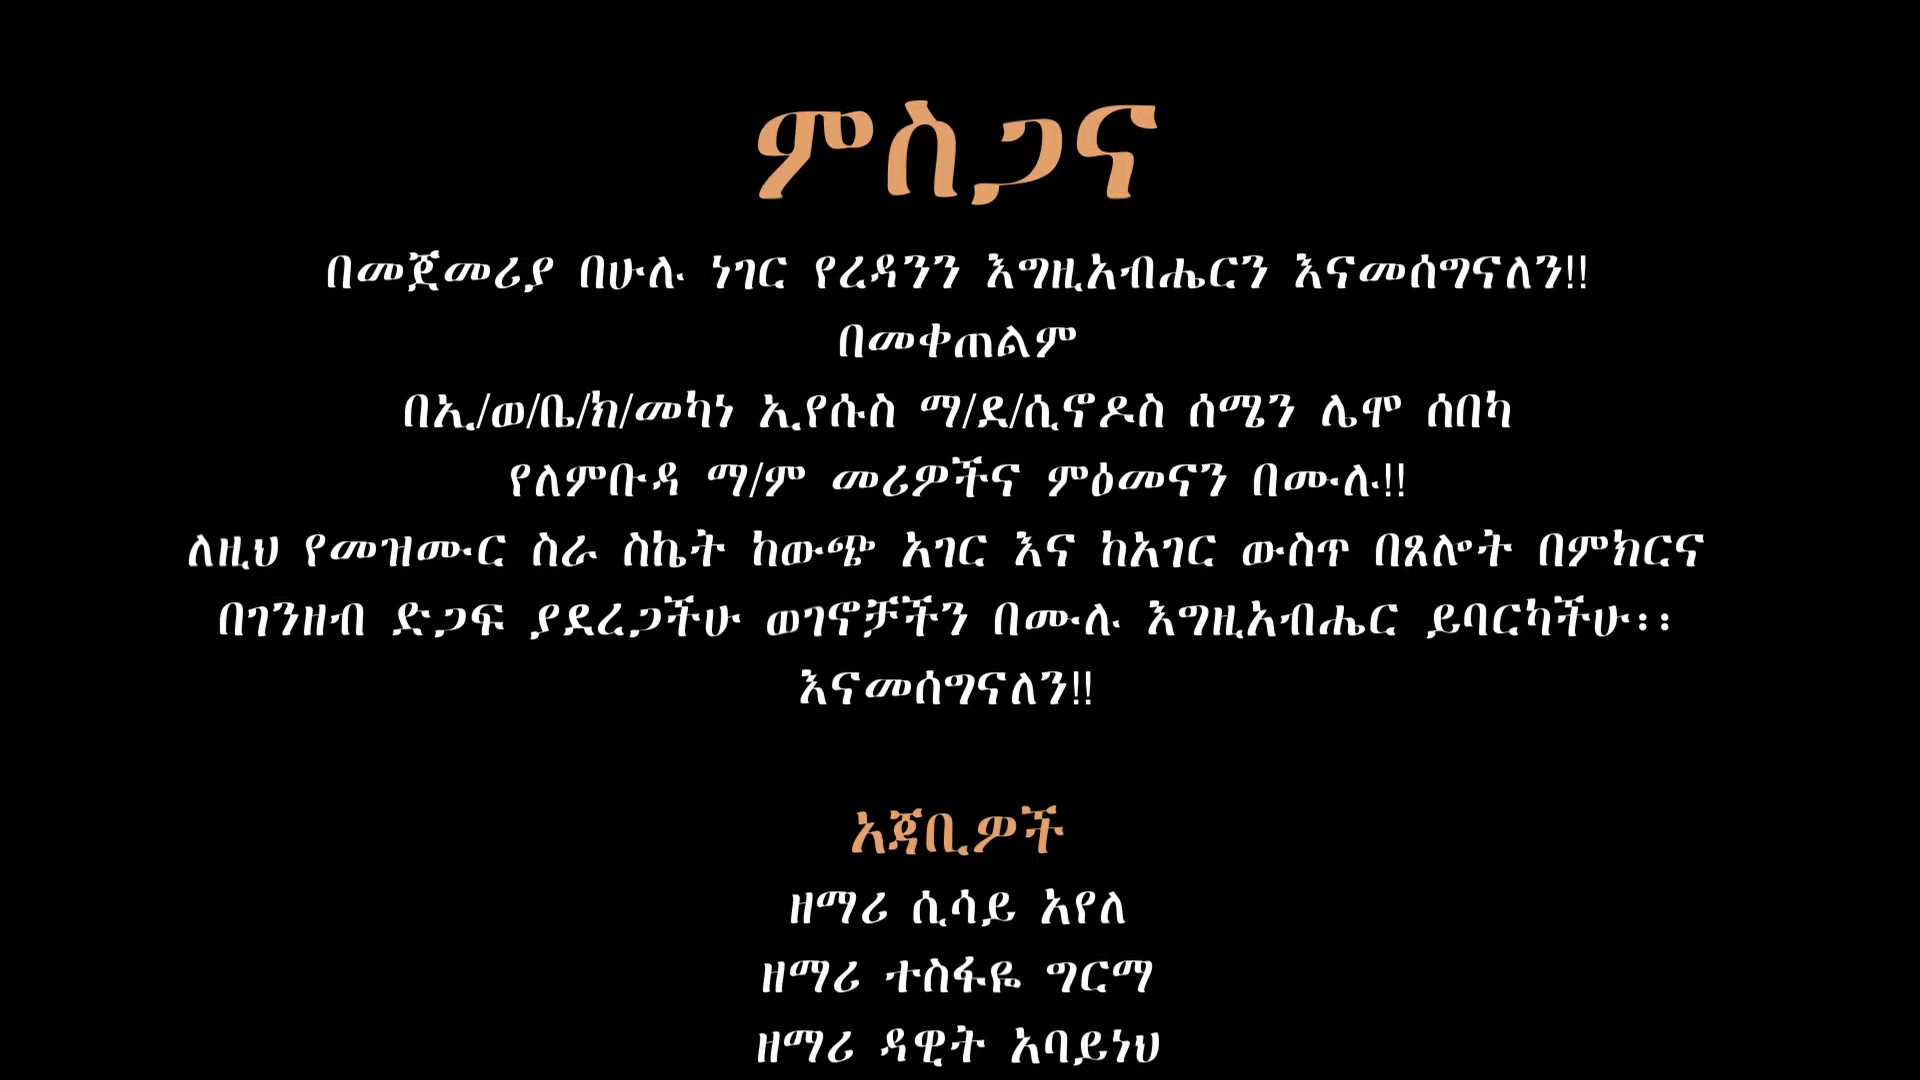 ምስጋና
በመጀመሪያ በሁሉ ነገር የረዳንን እግዚአብሔርን እናመሰግናለን!!
በመቀጠልም
በኢ/ወ/ቤ/ክ/መካነ ኢየሱስ ማ/ደ/ሲኖዶስ ሰሜን ሌሞ ሰበካ
የለምቡዳ ማ/ም መሪዎችና ምዕመናን በሙሉ!!
ለዚህ የመዝሙር ስራ ስኬት ከውጭ አገር እና ከአገር ውስጥ በጸሎት በምክርና
በገንዘብ ድጋፍ ያደረጋችሁ ወገኖቻችን በሙሉ እግዚአብሔር ይባርካችሁ፡፡
እናመሰግናለን!!
አጃቢዎች
ዘማሪ ሲሳይ አየለ
ዘማሪ ተስፋዬ ግርማ
ዘማሪ ዳዊት አባይነህ